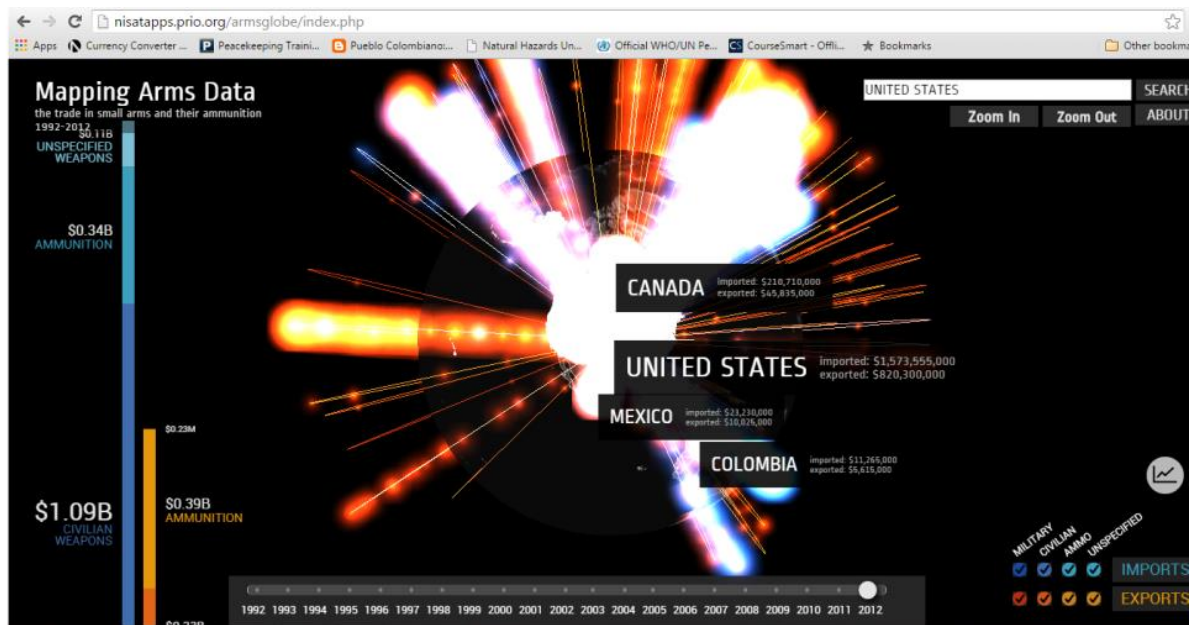 nisatapps.prio.org/armsglobe/index.php
Apps Currency Converter ... Peacekeeping Traini... Pueblo Colombiano:... Natural Hazards Un... Official WHO/UN Pe... CourseSmart - Offli... Bookmarks Other bookma
Mapping Arms Data
the trade in small arms and their ammunition
1992-2012
UNITED STATES SEARCH
Zoom In Zoom Out ABOUT
$0.11B
UNSPECIFIED
WEAPONS
$0.34B
AMMUNITION
CANADA
imported: $210,710,000
exported: $45,835,000
UNITED STATES
imported: $1,573,555,000
exported: $820,300,000
MEXICO
imported: $23,230,000
exported: $10,026,000
COLOMBIA
imported: $11,265,000
exported: $5,615,000
$0.23M
$0.39B
AMMUNITION
$1.09B
CIVILIAN
WEAPONS
MILITARY CIVILIAN AMMO UNSPECIFIED
IMPORTS
EXPORTS
1992 1993 1994 1995 1996 1997 1998 1999 2000 2001 2002 2003 2004 2005 2006 2007 2008 2009 2010 2011 2012